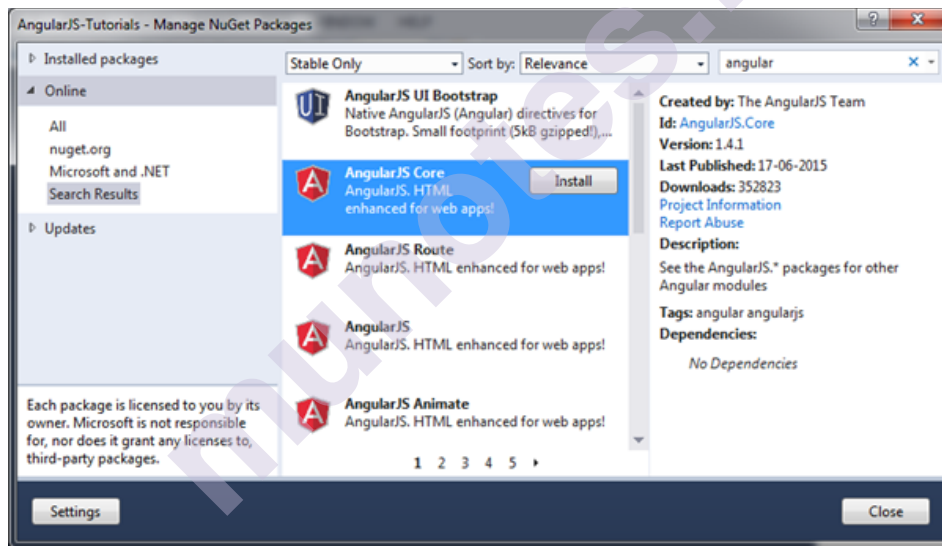 AngularJS-Tutorials - Manage NuGet Packages
Installed packages
Online
All
nuget.org
Microsoft and .NET
Search Results
Updates
Each package is licensed to you by its
owner. Microsoft is not responsible
for, nor does it grant any licenses to,
third-party packages.
Stable Only
Sort by: Relevance
AngularJS UI Bootstrap
Native AngularJS (Angular) directives for
Bootstrap. Small footprint (5kB gzipped!),...
AngularJS Core
Install
AngularJS. HTML
enhanced for web apps!
AngularJS Route
AngularJS. HTML enhanced for web apps!
AngularJS
AngularJS. HTML enhanced for web apps!
AngularJS Animate
AngularJS. HTML enhanced for web apps!
1 2 3 4 5
angular
Created by: The AngularJS Team
Id: AngularJS.Core
Version: 1.4.1
Last Published: 17-06-2015
Downloads: 352823
Project Information
Report Abuse
Description:
See the AngularJS.* packages for other
Angular modules
Tags: angular angularjs
Dependencies:
No Dependencies
Settings
Close
munotes.